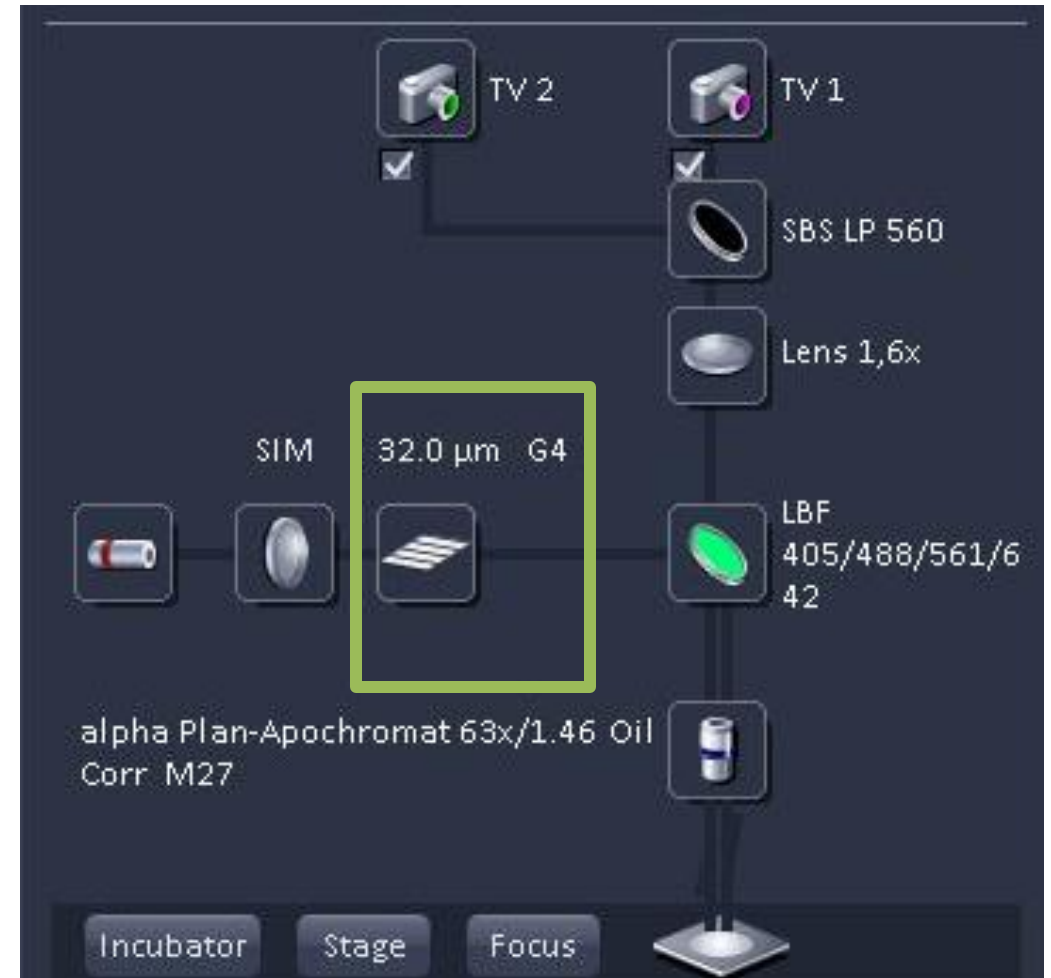 TV 2
TV 1
SBS LP 560
Lens 1,6x
SIM
32.0 µm G4
LBF
405/488/561/6
42
alpha Plan-Apochromat 63x/1.46 Oil
Corr M27
Incubator
Stage
Focus